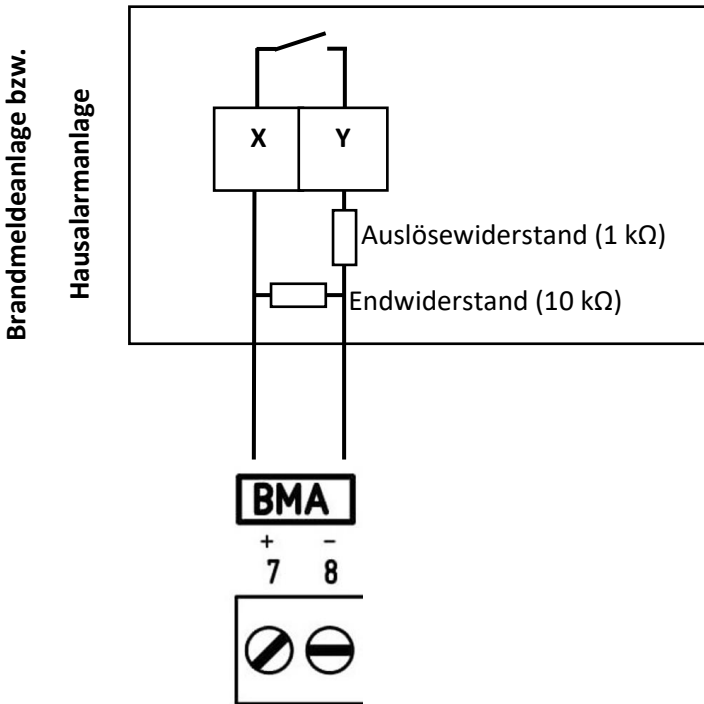 Brandmeldeanlage bzw.
Hausalarmanlage
X Y
Auslösewiderstand (1 kΩ)
Endwiderstand (10 kΩ)
BMA
+ –
7 8